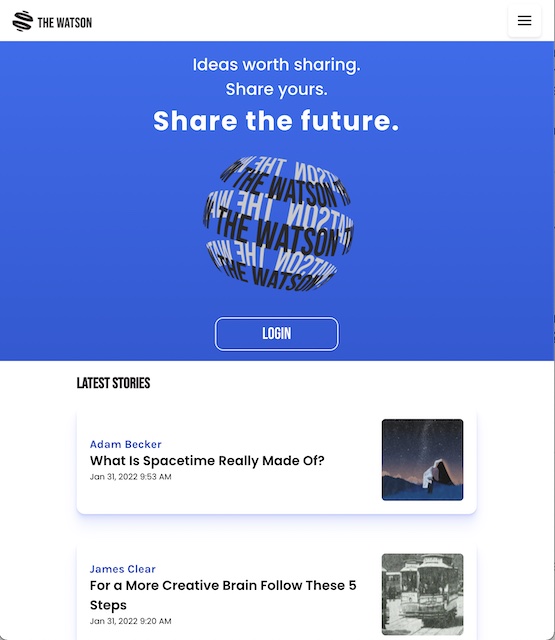 THE WATSON
Ideas worth sharing.
Share yours.
Share the future.
THE WATSON
THE WATSON
THE WATSON
THE WATSON
THE WATSON
LOGIN
LATEST STORIES
Adam Becker
What Is Spacetime Really Made Of?
Jan 31, 2022 9:53 AM
James Clear
For a More Creative Brain Follow These 5
Steps
Jan 31, 2022 9:20 AM